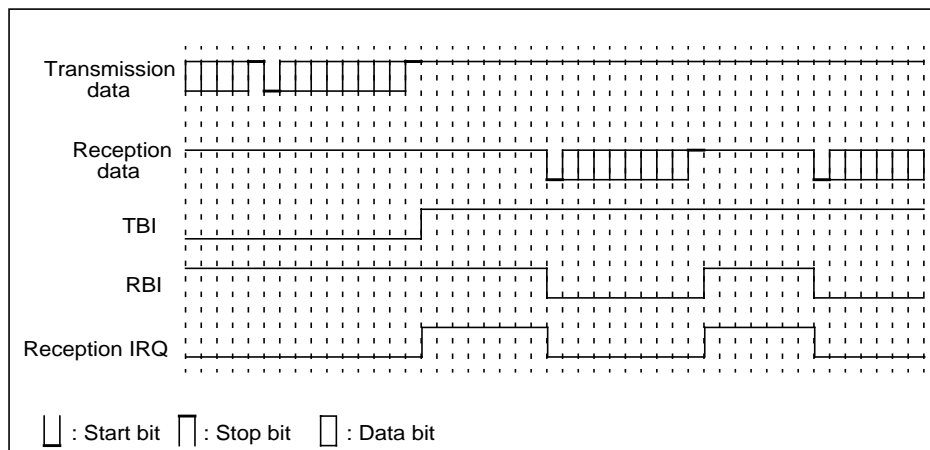 Transmission
data
Reception
data
TBI
RBI
Reception IRQ
: Start bit : Stop bit : Data bit